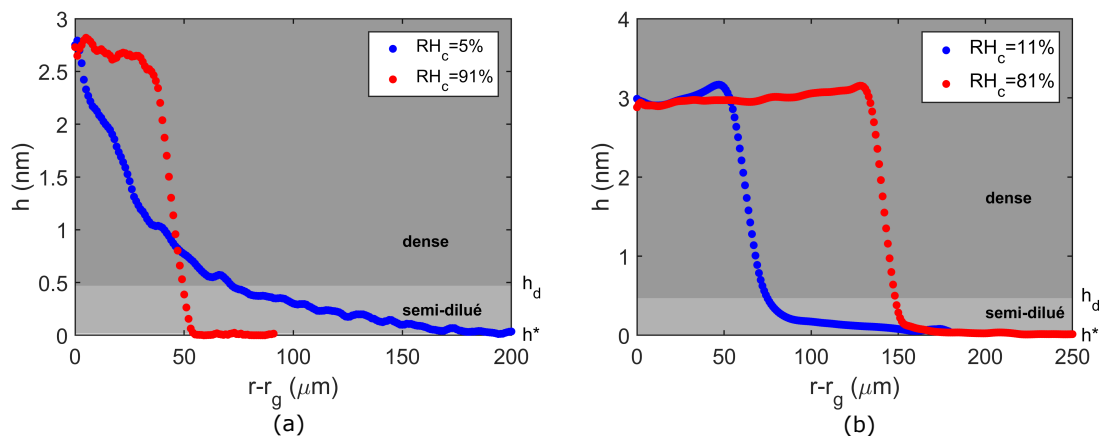 3
2.5
2
1.5
1
0.5
0
h (nm)
RH_c=5%
RH_c=91%
dense
semi-dilué
h_d
h*
0 50 100 150 200
r-r_g (μm)
(a)
4
3
2
1
0
h (nm)
RH_c=11%
RH_c=81%
dense
semi-dilué
h_d
h*
0 50 100 150 200 250
r-r_g (μm)
(b)